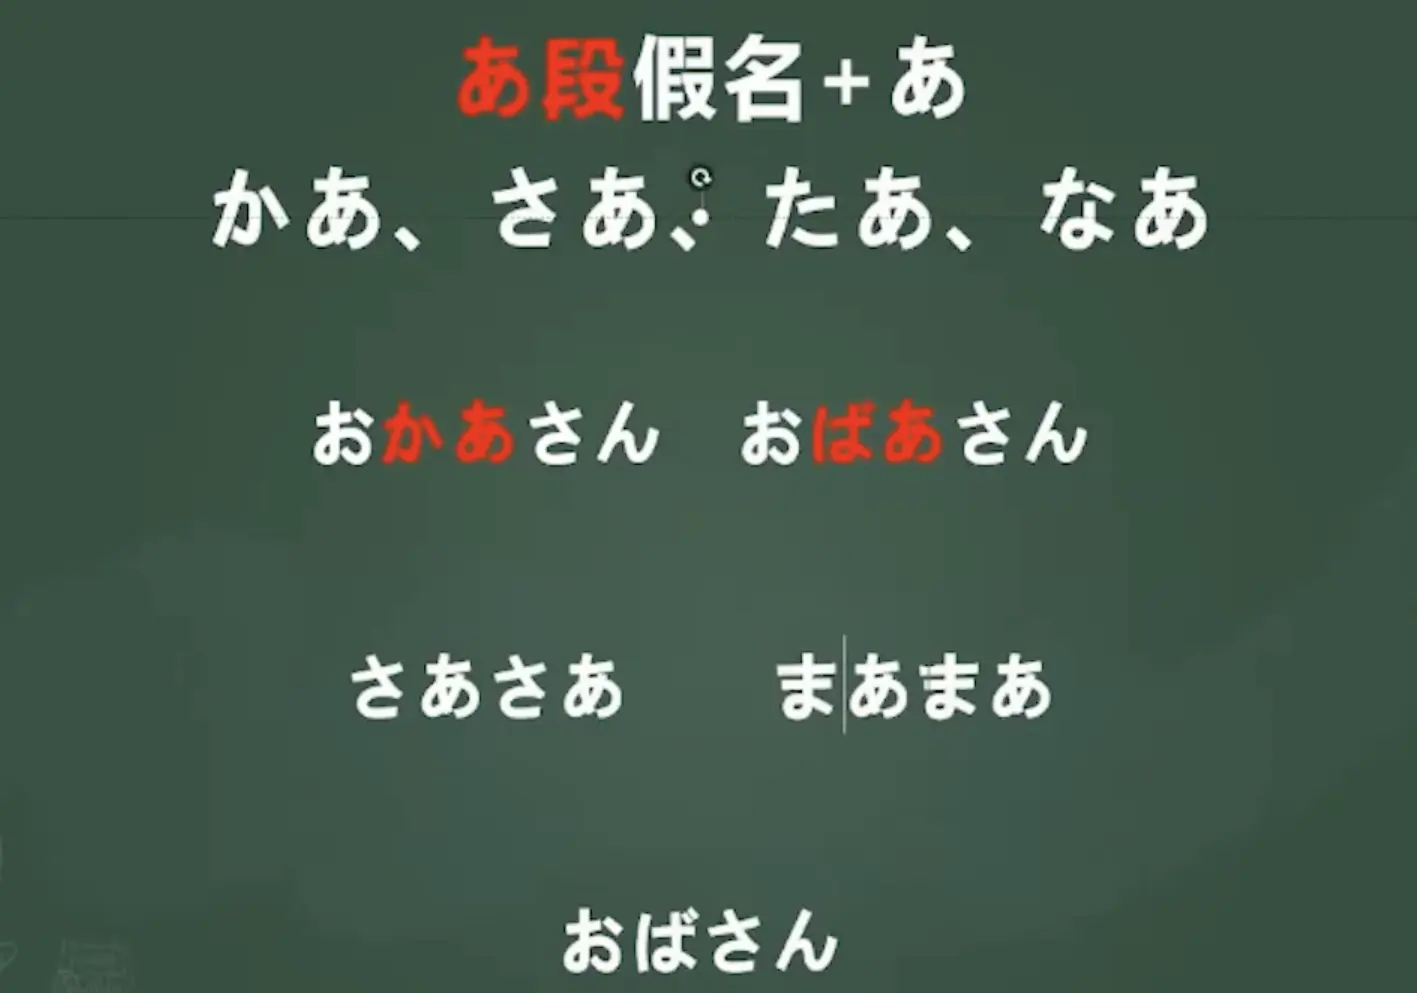 あ段假名+あ
かあ、さあ、たあ、なあ
おかあさん おばあさん
さあさあ まあまあ
おばさん